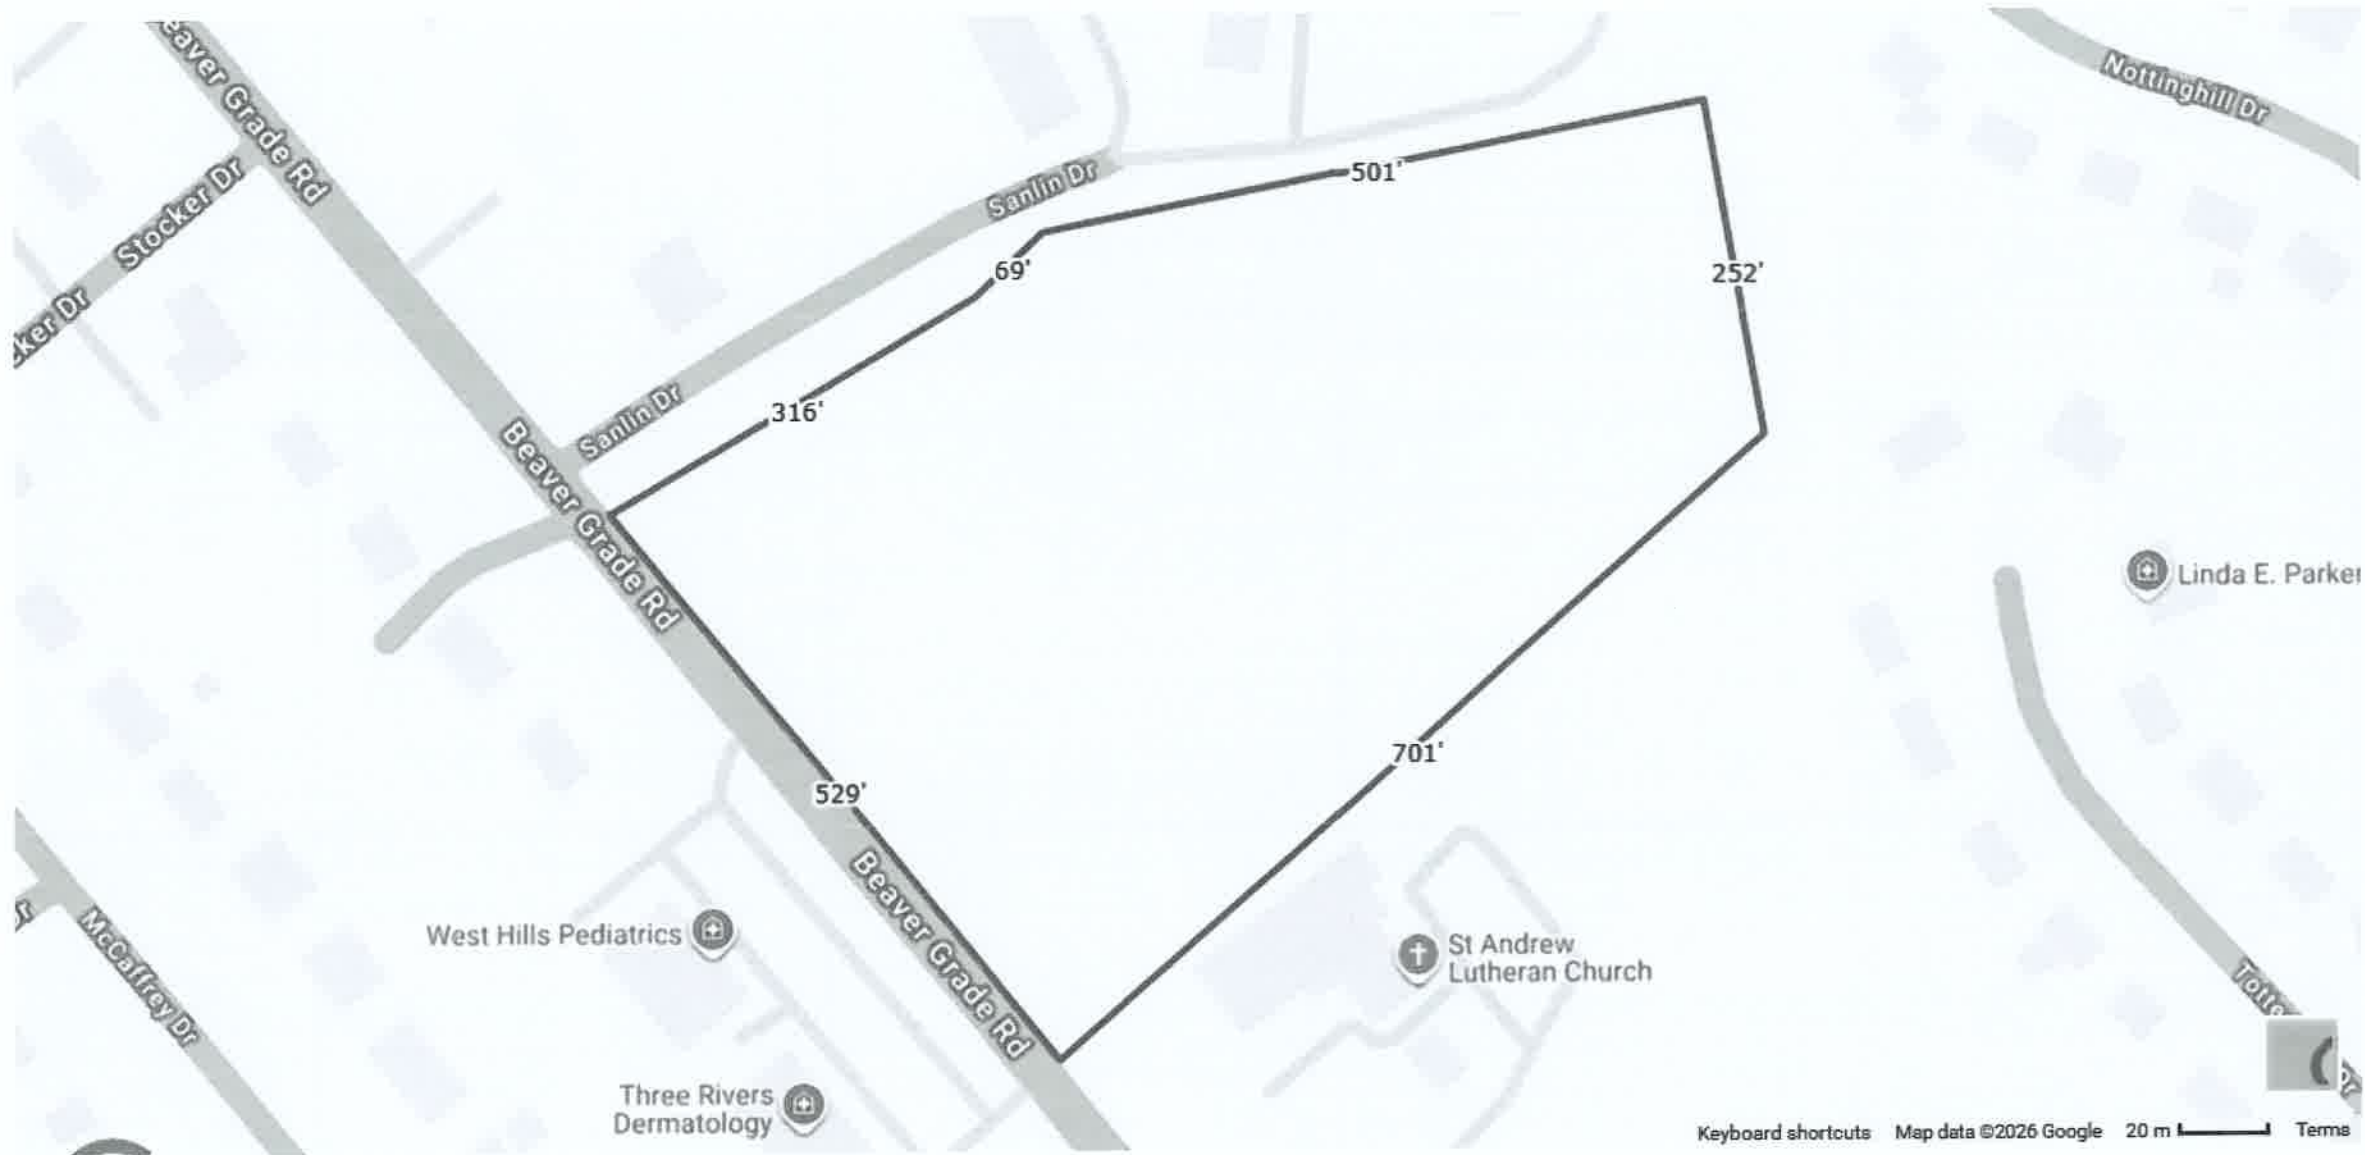 eaver Grade Rd
Nottinghill Dr
Stocker Dr
cker Dr
Sanlin Dr
501'
69'
252'
316'
Sanlin Dr
Beaver Grade Rd
Linda E. Parker
701'
529'
Beaver Grade Rd
West Hills Pediatrics
McCaffrey Dr
St Andrew
Lutheran Church
Three Rivers
Dermatology
Keyboard shortcuts Map data ©2026 Google 20 m Terms